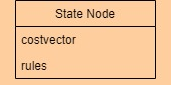 State Node
costvector
rules